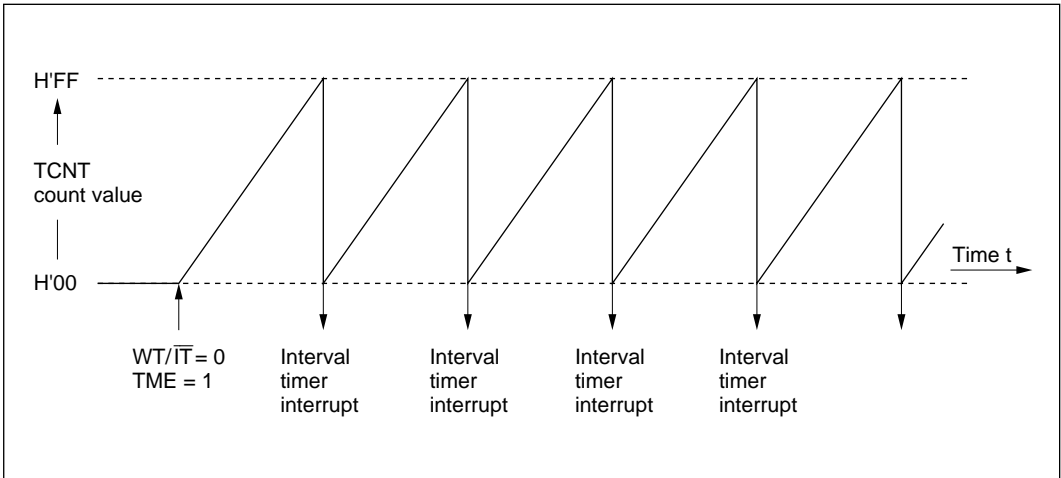 H'FF
TCNT
count value
H'00
Time t
WT/I̅T̅ = 0
TME = 1
Interval
timer
interrupt
Interval
timer
interrupt
Interval
timer
interrupt
Interval
timer
interrupt